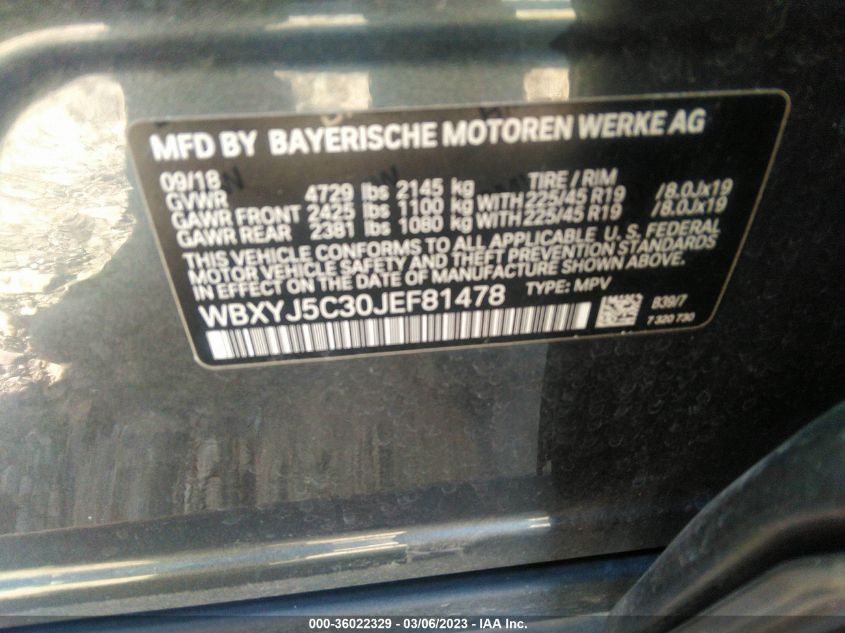 MFD BY BAYERISCHE MOTOREN WERKE AG
09/18 TIRE / RIM
GVWR 4729 lbs 2145 kg
GAWR FRONT 2425 lbs 1100 kg WITH 225/45 R19 /8.0Jx19
GAWR REAR 2381 lbs 1080 kg WITH 225/45 R19 /8.0Jx19
THIS VEHICLE CONFORMS TO ALL APPLICABLE U. S. FEDERAL
MOTOR VEHICLE SAFETY AND THEFT PREVENTION STANDARDS
IN EFFECT ON THE DATE OF MANUFACTURE SHOWN ABOVE.
WBXYJ5C30JEF81478 TYPE: MPV
B39/7
7 320 730
000-36022329 - 03/06/2023 - IAA Inc.